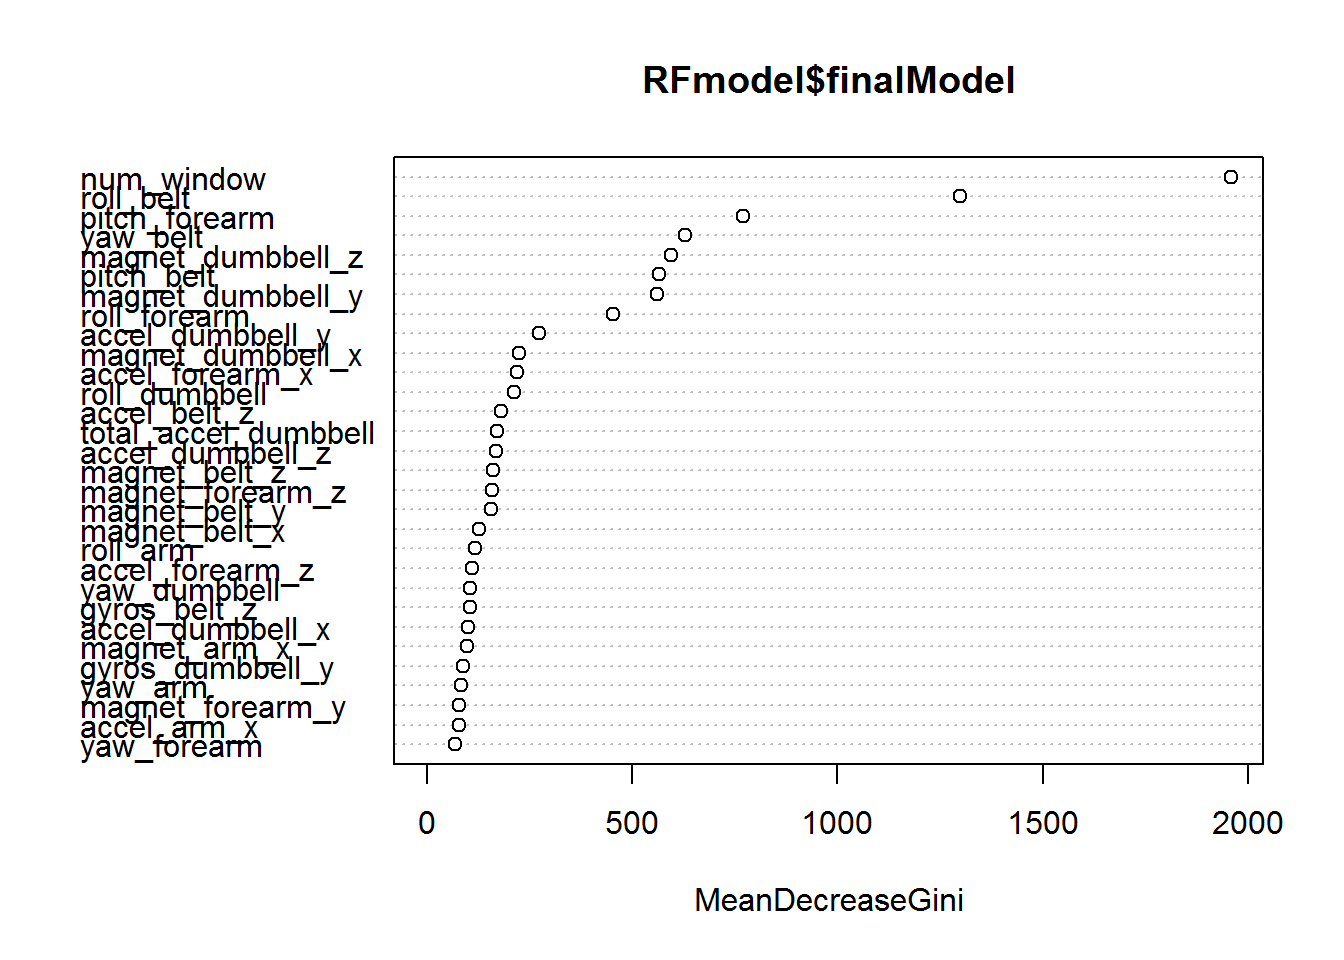 RFmodel$finalModel
num_window
roll_belt
pitch_forearm
yaw_belt
magnet_dumbbell_z
pitch_belt
magnet_dumbbell_y
roll_forearm
accel_dumbbell_y
magnet_dumbbell_x
accel_forearm_x
roll_dumbbell
accel_belt_z
total_accel_dumbbell
accel_dumbbell_z
magnet_belt_z
magnet_forearm_z
magnet_belt_y
magnet_belt_x
roll_arm
accel_forearm_z
yaw_dumbbell
gyros_belt_z
accel_dumbbell_x
magnet_arm_x
gyros_dumbbell_y
yaw_arm
magnet_forearm_y
accel_arm_x
yaw_forearm
0 500 1000 1500 2000
MeanDecreaseGini